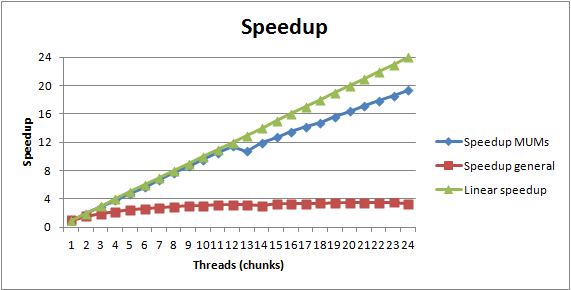 Speedup
24
20
16
12
8
4
0
Speedup
1 2 3 4 5 6 7 8 9 10 11 12 13 14 15 16 17 18 19 20 21 22 23 24
Threads (chunks)
Speedup MUMs
Speedup general
Linear speedup